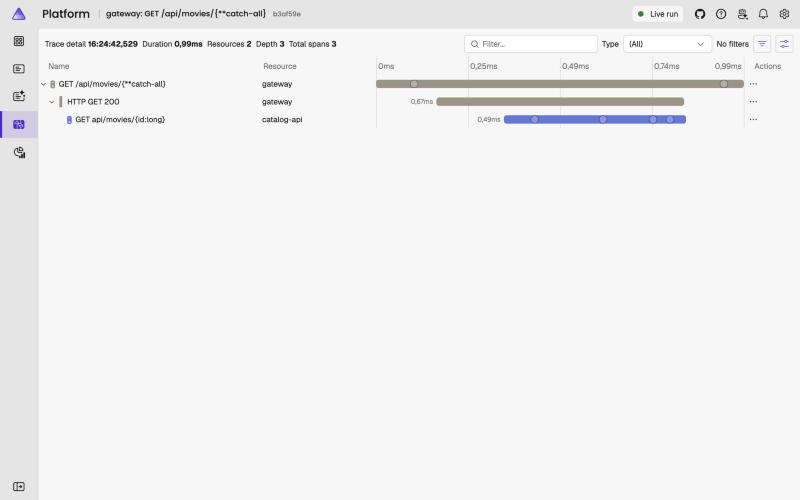 Platform gateway: GET /api/movies/{**catch-all} b3af59e Live run
Trace detail 16:24:42,529 Duration 0,99ms Resources 2 Depth 3 Total spans 3 Filter... Type (All) No filters
Name Resource 0ms 0,25ms 0,49ms 0,74ms 0,99ms Actions
GET /api/movies/{**catch-all} gateway
HTTP GET 200 gateway 0,67ms
GET api/movies/{id:long} catalog-api 0,49ms